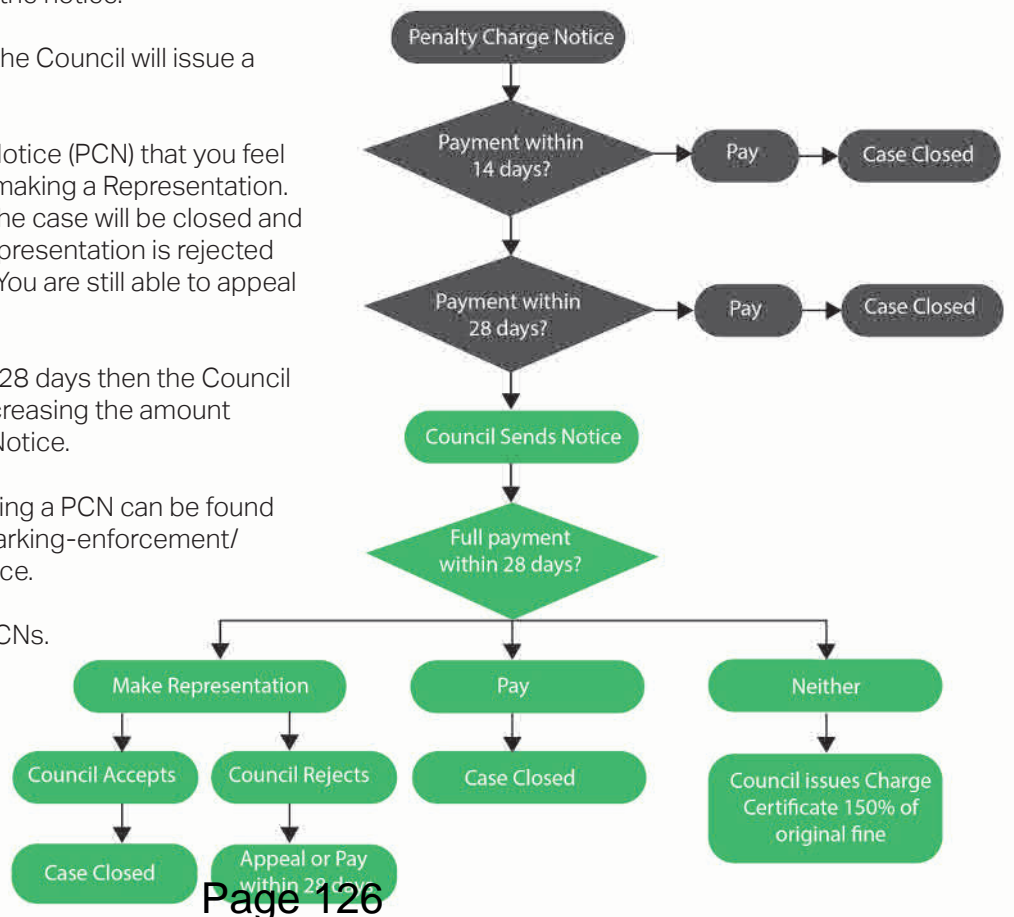 the notice.
he Council will issue a
otice (PCN) that you feel
making a Representation.
he case will be closed and
presentation is rejected
You are still able to appeal
28 days then the Council
creasing the amount
Notice.
ing a PCN can be found
arking-enforcement/
ce.
CNs.
Penalty Charge Notice
Payment within
14 days?
Pay
Case Closed
Payment within
28 days?
Pay
Case Closed
Council Sends Notice
Full payment
within 28 days?
Make Representation
Pay
Neither
Council Accepts
Council Rejects
Case Closed
Council issues Charge
Certificate 150% of
original fine
Case Closed
Appeal or Pay
within 28 days
Page 126